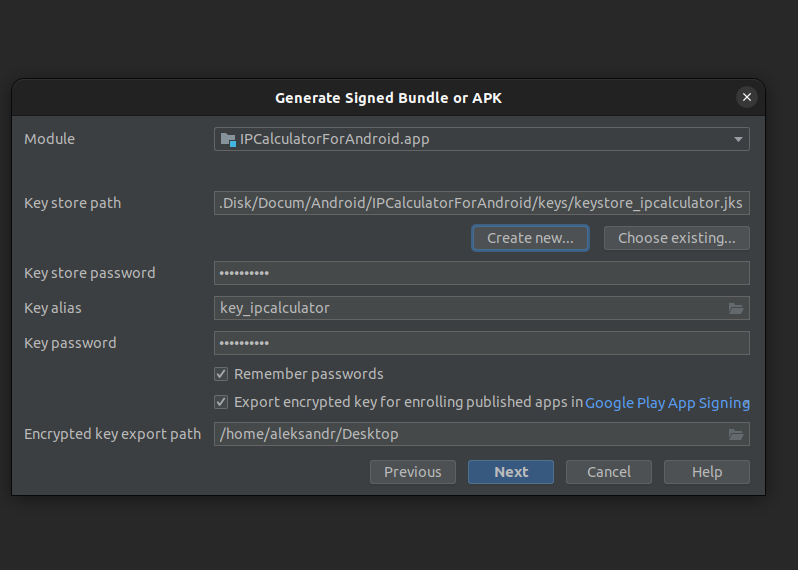 Generate Signed Bundle or APK
Module IPCalculatorForAndroid.app
Key store path .Disk/Docum/Android/IPCalculatorForAndroid/keys/keystore_ipcalculator.jks
Create new... Choose existing...
Key store password ••••••••••
Key alias key_ipcalculator
Key password ••••••••••
Remember passwords
Export encrypted key for enrolling published apps in Google Play App Signing
Encrypted key export path /home/aleksandr/Desktop
Previous Next Cancel Help